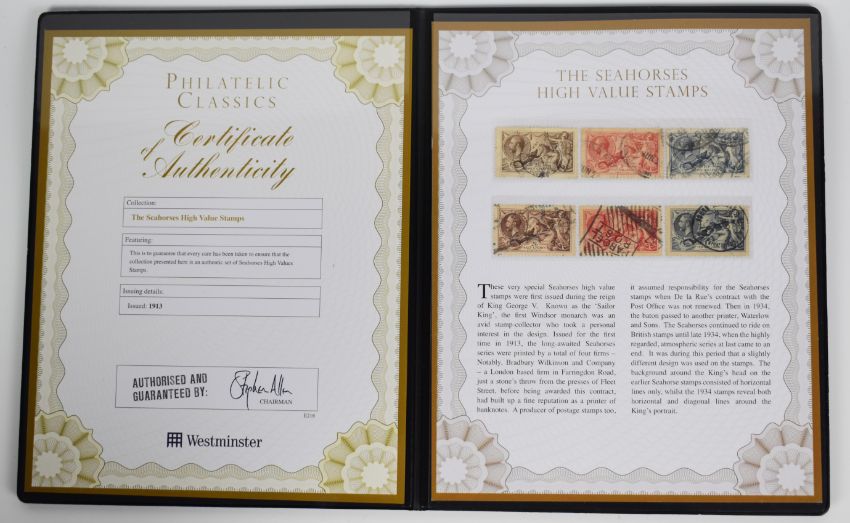 PHILATELIC
CLASSICS
Certificate
of Authenticity
Collection:
The Seahorses High Value Stamps
Featuring:
This is to guarantee that every care has been taken to ensure that the
collection presented here is an authentic set of Seahorses High Values
Stamps.
Issuing details:
Issued: 1913
AUTHORISED AND
GUARANTEED BY:
Stephen Allen
CHAIRMAN
Westminster
THE SEAHORSES
HIGH VALUE STAMPS
These very special Seahorses high value
stamps were first issued during the reign
of King George V. Known as the 'Sailor
King', the first Windsor monarch was an
avid stamp-collector who took a personal
interest in the design. Issued for the first
time in 1913, the long-awaited Seahorses
series were printed by a total of four firms –
Notably, Bradbury, Wilkinson and Company
– a London based firm in Farringdon Road,
just a stone's throw from the presses of Fleet
Street, before being awarded this contract,
had built up a fine reputation as a printer of
banknotes. A producer of postage stamps too,
it assumed responsibility for the Seahorses
stamps when De la Rue's contract with the
Post Office was not renewed. Then in 1934,
the baton passed to another printer, Waterlow
and Sons. The Seahorses continued to ride on
British stamps until late 1934, when the highly
regarded, atmospheric series at last came to an
end. It was during this period that a slightly
different design was used on the stamps. The
background around the King's head on the
earlier Seahorse stamps consisted of horizontal
lines only, whilst the 1934 stamps reveal both
horizontal and diagonal lines around the
King's portrait.